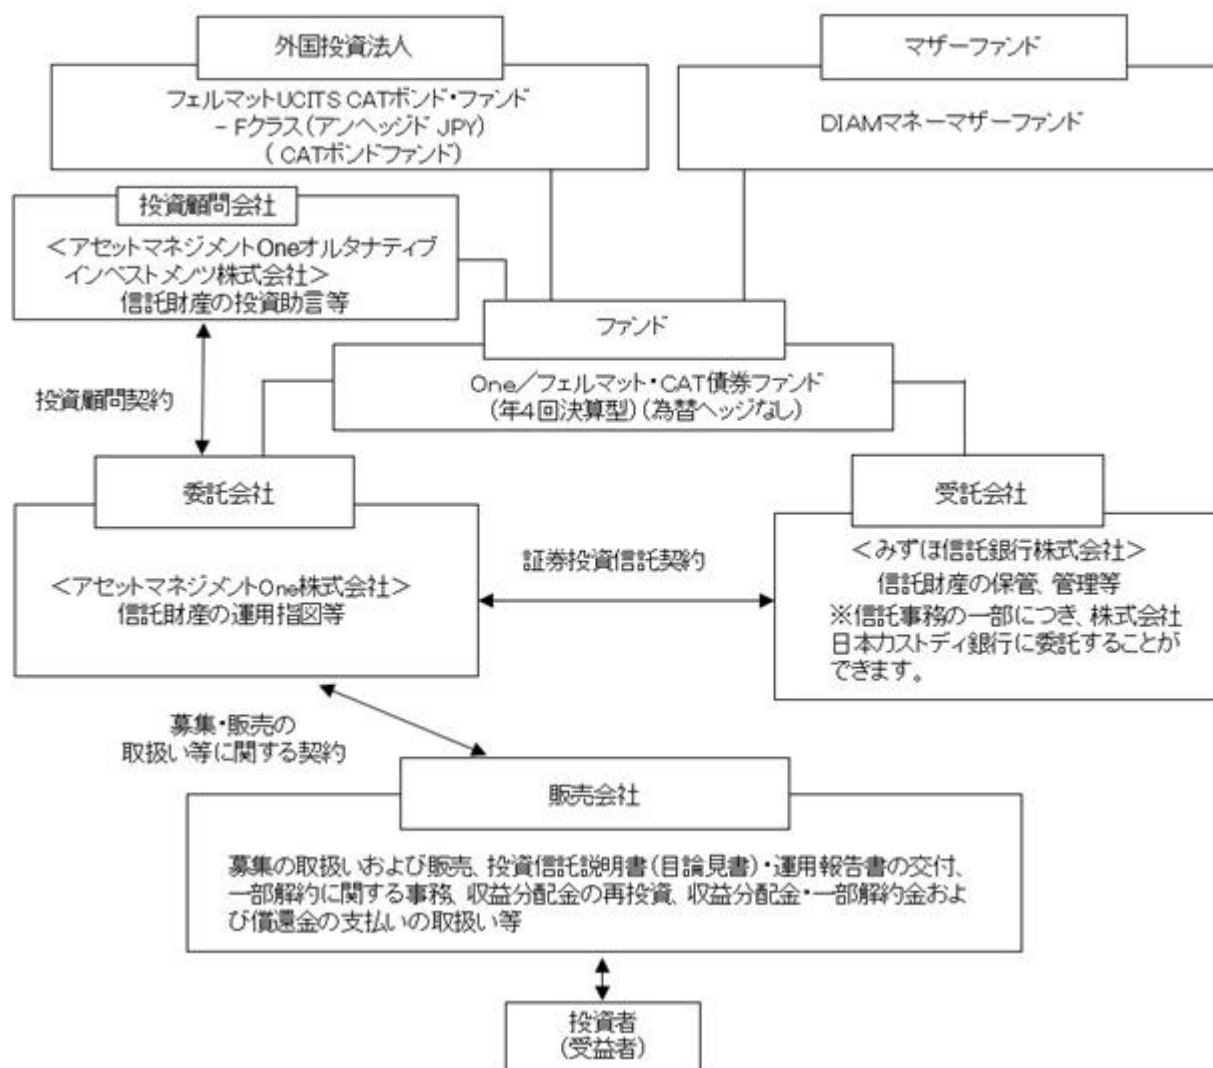 外国投資法人
フェルマットUCITS CATボンド・ファンド
- Fクラス(アンヘッジド JPY)
( CATボンドファンド)
マザーファンド
DIAMマネーマザーファンド
投資顧問会社
<アセットマネジメントOneオルタナティブ
インベストメンツ株式会社>
信託財産の投資助言等
ファンド
One/フェルマット・CAT債券ファンド
(年4回決算型)(為替ヘッジなし)
投資顧問契約
委託会社
<アセットマネジメントOne株式会社>
信託財産の運用指図等
証券投資信託契約
受託会社
<みずほ信託銀行株式会社>
信託財産の保管、管理等
※信託事務の一部につき、株式会社
日本カストディ銀行に委託することが
できます。
募集・販売の
取扱い等に関する契約
販売会社
募集の取扱いおよび販売、投資信託説明書(目論見書)・運用報告書の交付、
一部解約に関する事務、収益分配金の再投資、収益分配金・一部解約金およ
び償還金の支払いの取扱い等
投資者
(受益者)